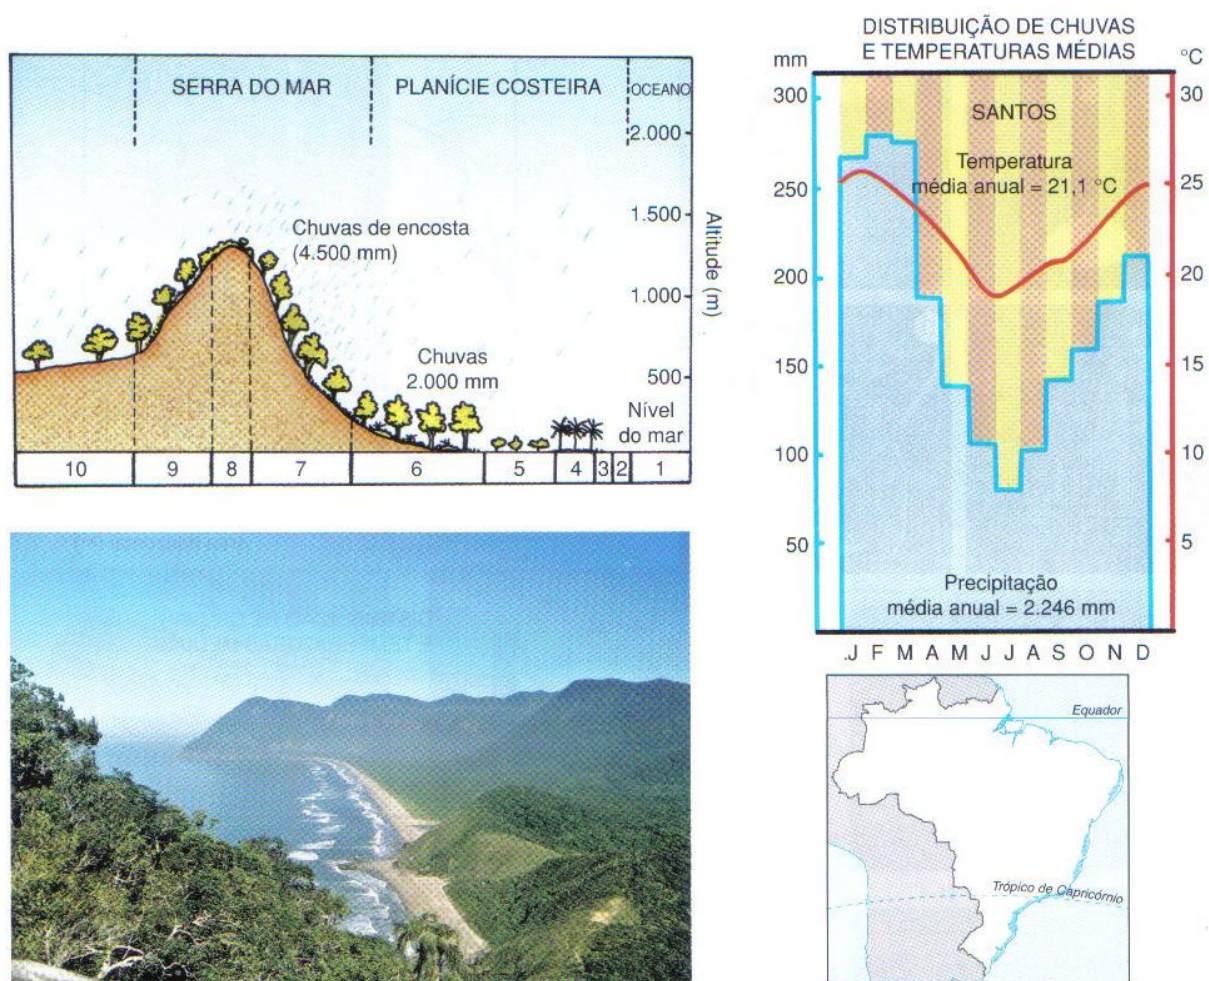 SERRA DO MAR
PLANÍCIE COSTEIRA
OCEANO
2.000
1.500
1.000
500
Altitude (m)
Chuvas de encosta
(4.500 mm)
Chuvas
2.000 mm
Nível
do mar
10 9 8 7 6 5 4 3 2 1
DISTRIBUIÇÃO DE CHUVAS
E TEMPERATURAS MÉDIAS
mm
°C
300
250
200
150
100
50
30
25
20
15
10
5
SANTOS
Temperatura
média anual = 21,1 °C
Precipitação
média anual = 2.246 mm
J F M A M J J A S O N D
Equador
Trópico de Capricórnio